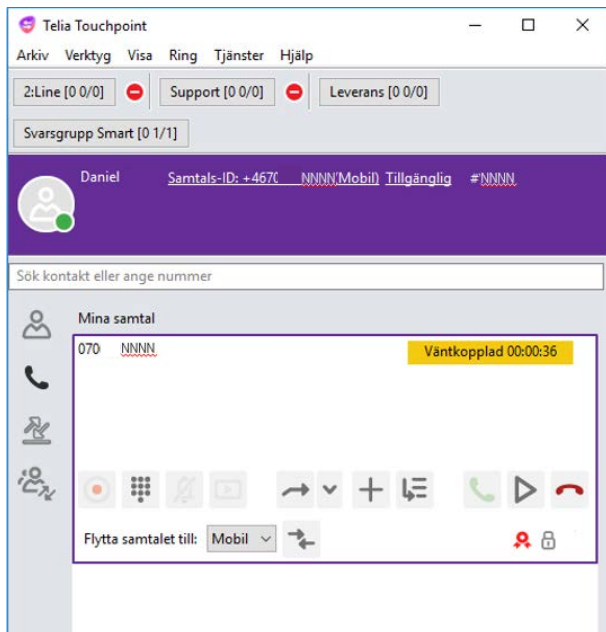 Telia Touchpoint
Arkiv Verktyg Visa Ring Tjänster Hjälp
2:Line [0 0/0] Support [0 0/0] Leverans [0 0/0]
Svarsgrupp Smart [0 1/1]
Daniel Samtals-ID: +4670 NNNN(Mobil) Tillgänglig #NNNN
Sök kontakt eller ange nummer
Mina samtal
070 NNNN Väntkopplad 00:00:36
Flytta samtalet till: Mobil